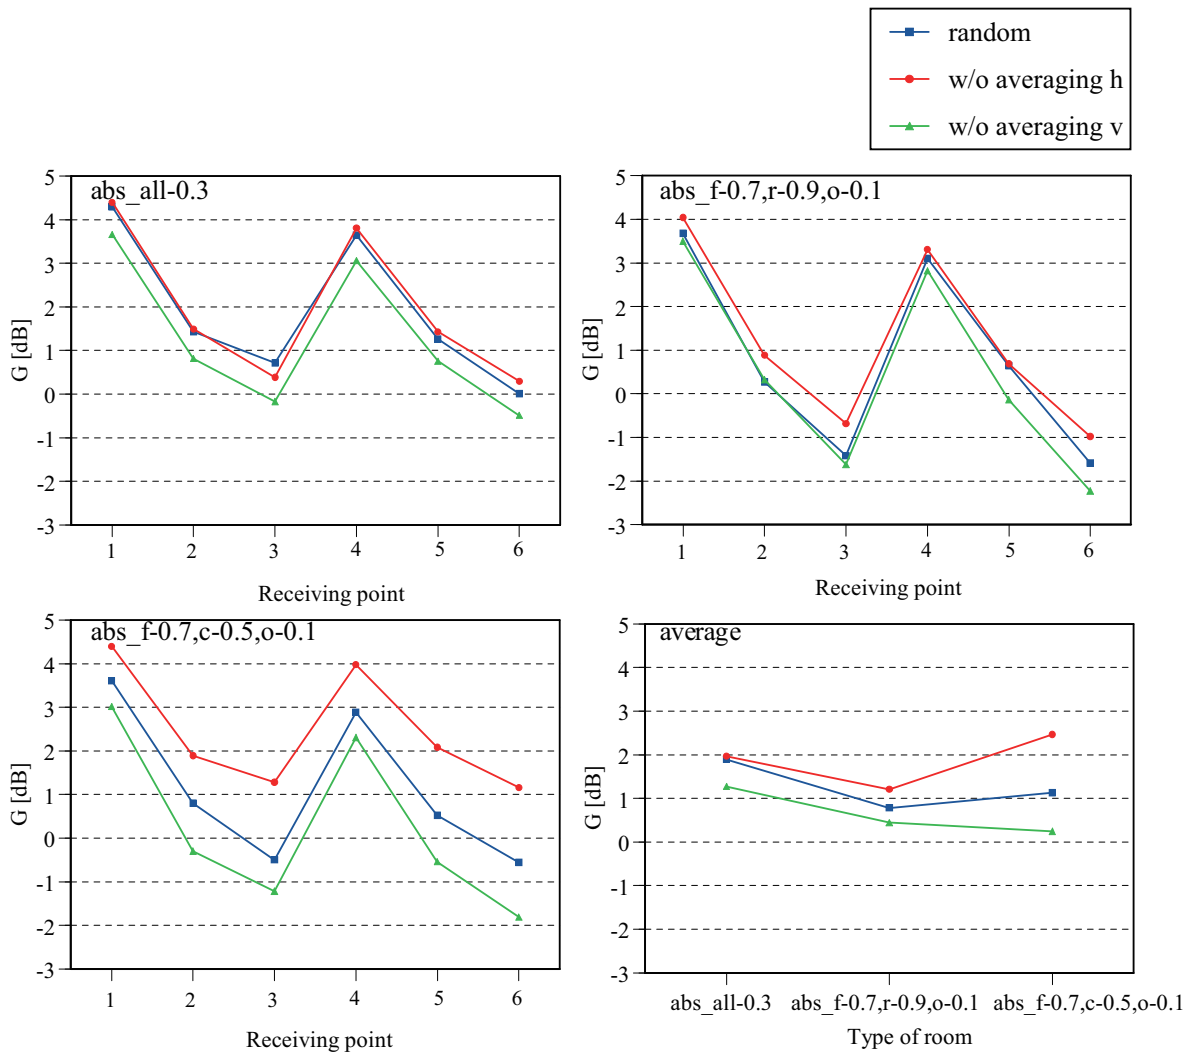 random
w/o averaging h
w/o averaging v
abs_all-0.3
5
4
3
2
1
0
-1
-2
-3
G [dB]
1 2 3 4 5 6
Receiving point
abs_f-0.7,r-0.9,o-0.1
5
4
3
2
1
0
-1
-2
-3
G [dB]
1 2 3 4 5 6
Receiving point
abs_f-0.7,c-0.5,o-0.1
5
4
3
2
1
0
-1
-2
-3
G [dB]
1 2 3 4 5 6
Receiving point
average
5
4
3
2
1
0
-1
-2
-3
G [dB]
abs_all-0.3 abs_f-0.7,r-0.9,o-0.1 abs_f-0.7,c-0.5,o-0.1
Type of room